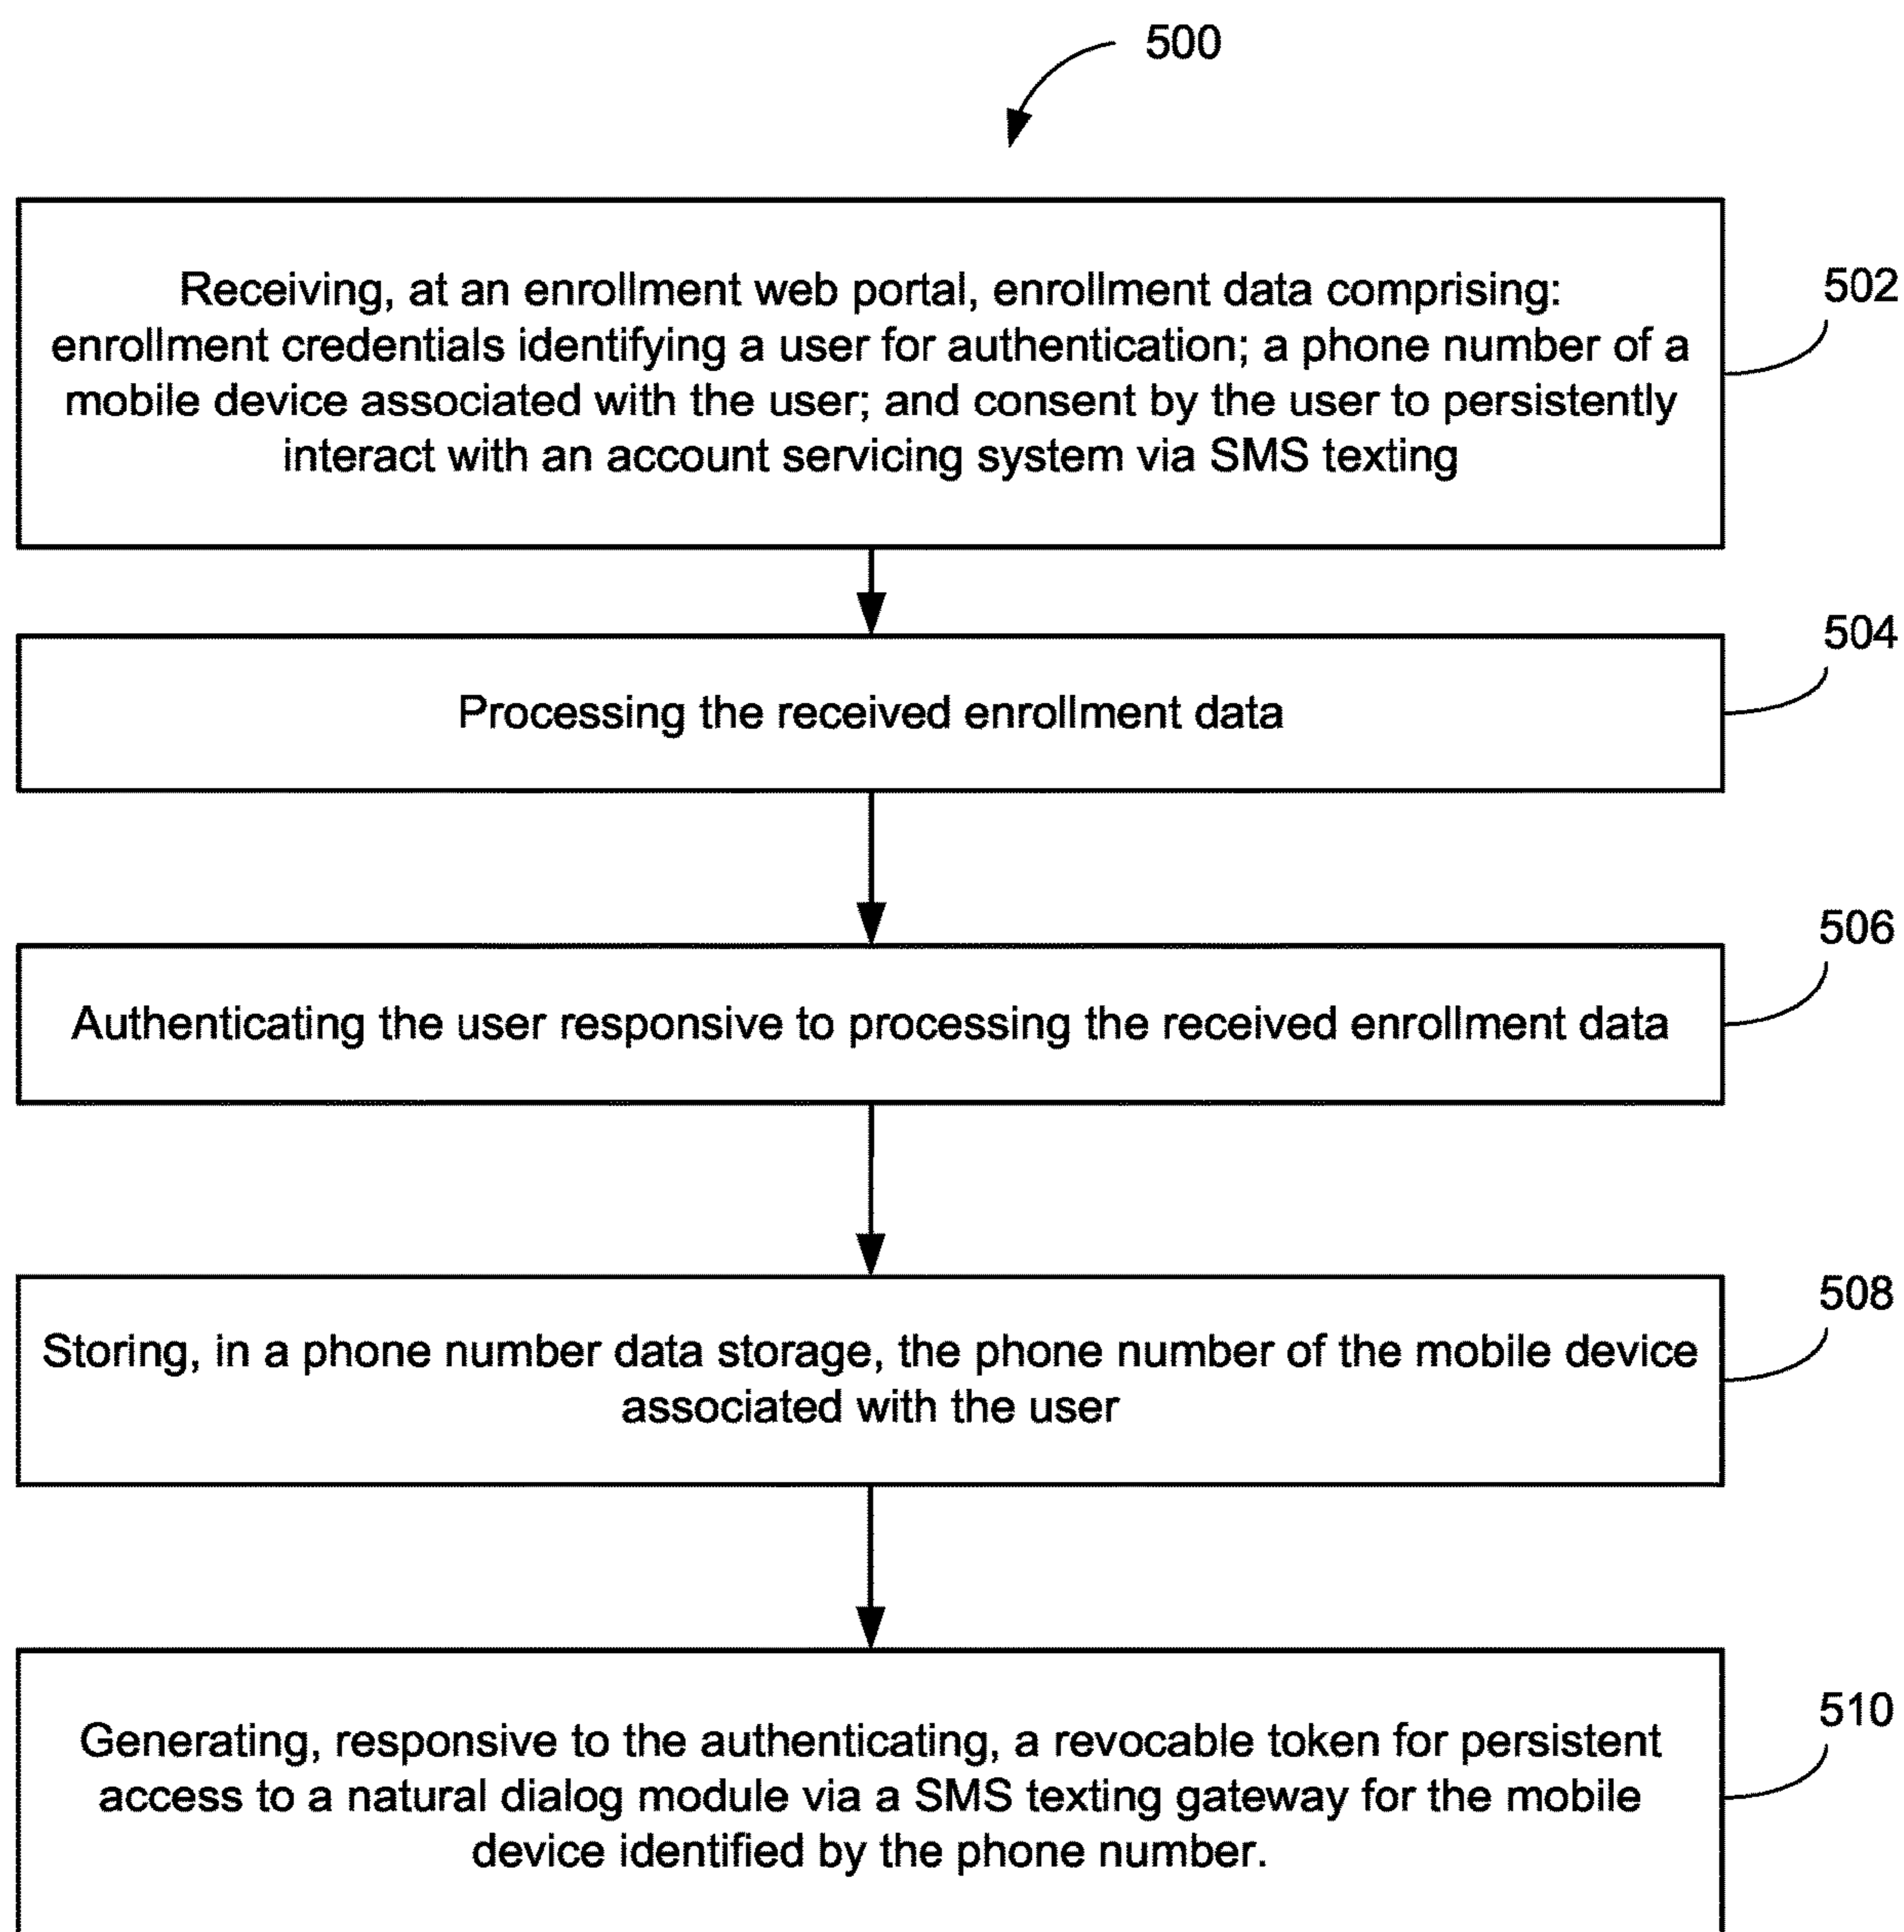 500
Receiving, at an enrollment web portal, enrollment data comprising:
enrollment credentials identifying a user for authentication; a phone number of a
mobile device associated with the user; and consent by the user to persistently
interact with an account servicing system via SMS texting
502
504
Processing the received enrollment data
506
Authenticating the user responsive to processing the received enrollment data
508
Storing, in a phone number data storage, the phone number of the mobile device
associated with the user
510
Generating, responsive to the authenticating, a revocable token for persistent
access to a natural dialog module via a SMS texting gateway for the mobile
device identified by the phone number.